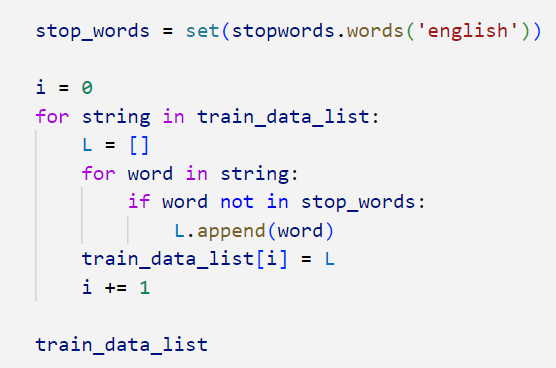 stop_words = set(stopwords.words('english'))
i = 0
for string in train_data_list:
    L = []
    for word in string:
        if word not in stop_words:
            L.append(word)
    train_data_list[i] = L
    i += 1
train_data_list